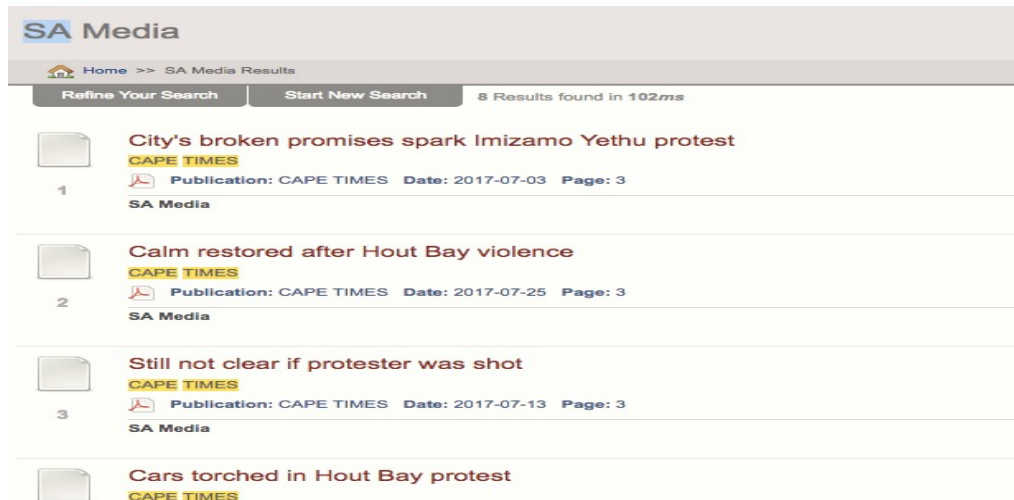 SA Media
Home >> SA Media Results
Refine Your Search Start New Search 8 Results found in 102ms
City's broken promises spark Imizamo Yethu protest
CAPE TIMES
Publication: CAPE TIMES Date: 2017-07-03 Page: 3
1
SA Media
Calm restored after Hout Bay violence
CAPE TIMES
Publication: CAPE TIMES Date: 2017-07-25 Page: 3
2
SA Media
Still not clear if protester was shot
CAPE TIMES
Publication: CAPE TIMES Date: 2017-07-13 Page: 3
3
SA Media
Cars torched in Hout Bay protest
CAPE TIMES